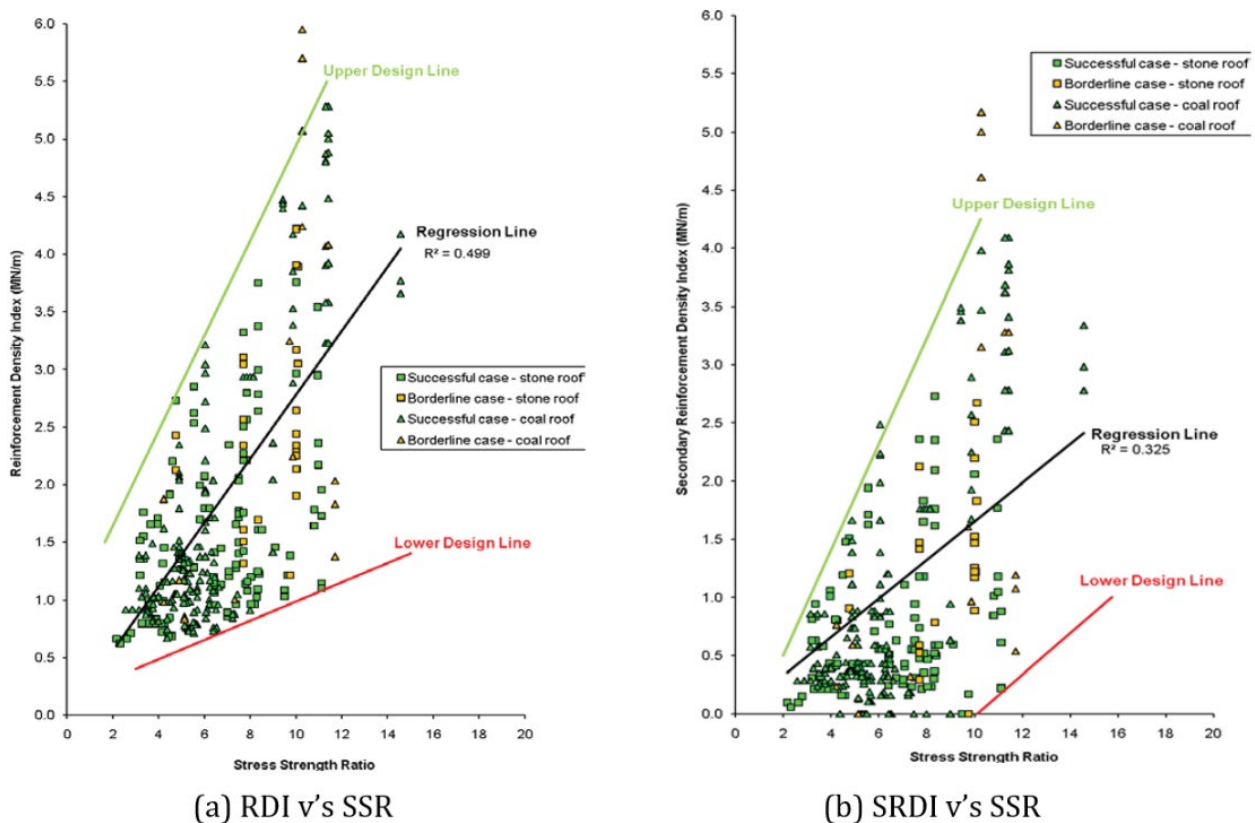 6.0
5.5
5.0
4.5
4.0
3.5
3.0
2.5
2.0
1.5
1.0
0.5
0.0
Reinforcement Density Index (MN/m)
Upper Design Line
Regression Line
R² = 0.499
Successful case - stone roof
Borderline case - stone roof
Successful case - coal roof
Borderline case - coal roof
Lower Design Line
0 2 4 6 8 10 12 14 16 18 20
Stress Strength Ratio
(a) RDI v's SSR
6.0
5.5
5.0
4.5
4.0
3.5
3.0
2.5
2.0
1.5
1.0
0.5
0.0
Secondary Reinforcement Density Index (MN/m)
Successful case - stone roof
Borderline case - stone roof
Successful case - coal roof
Borderline case - coal roof
Upper Design Line
Regression Line
R² = 0.325
Lower Design Line
0 2 4 6 8 10 12 14 16 18 20
Stress Strength Ratio
(b) SRDI v's SSR